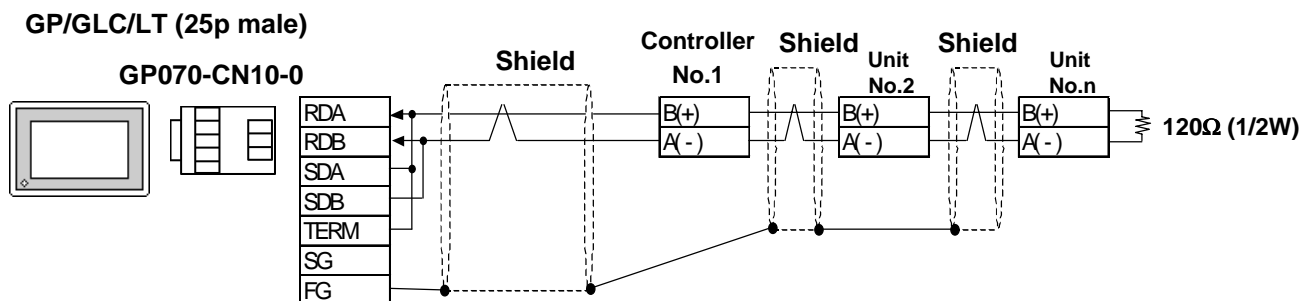 GP/GLC/LT (25p male)
GP070-CN10-0
Shield
Controller
No.1
Shield
Unit
No.2
Shield
Unit
No.n
RDA
RDB
SDA
SDB
TERM
SG
FG
B(+)
A( - )
B(+)
A( - )
B(+)
A( - )
120Ω (1/2W)